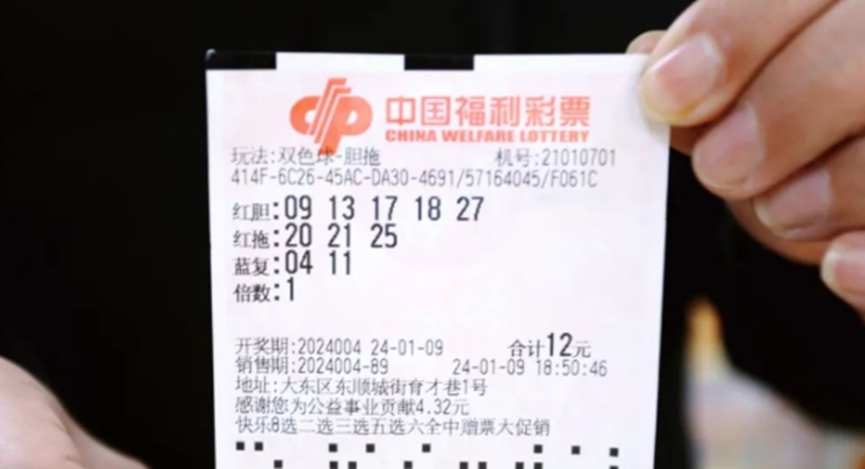 中国福利彩票
CHINA WELFARE LOTTERY
玩法:双色球-胆拖 机号:21010701
414F-6C26-45AC-DA30-4691/57164045/F061C
红胆:09 13 17 18 27
红拖:20 21 25
蓝复:04 11
倍数:1
开奖期:2024004 24-01-09 合计12元
销售期:2024004-89 24-01-09 18:50:46
地址:大东区东顺城街育才巷1号
感谢您为公益事业贡献4.32元
快乐8选二选三选五选六全中赠票大促销